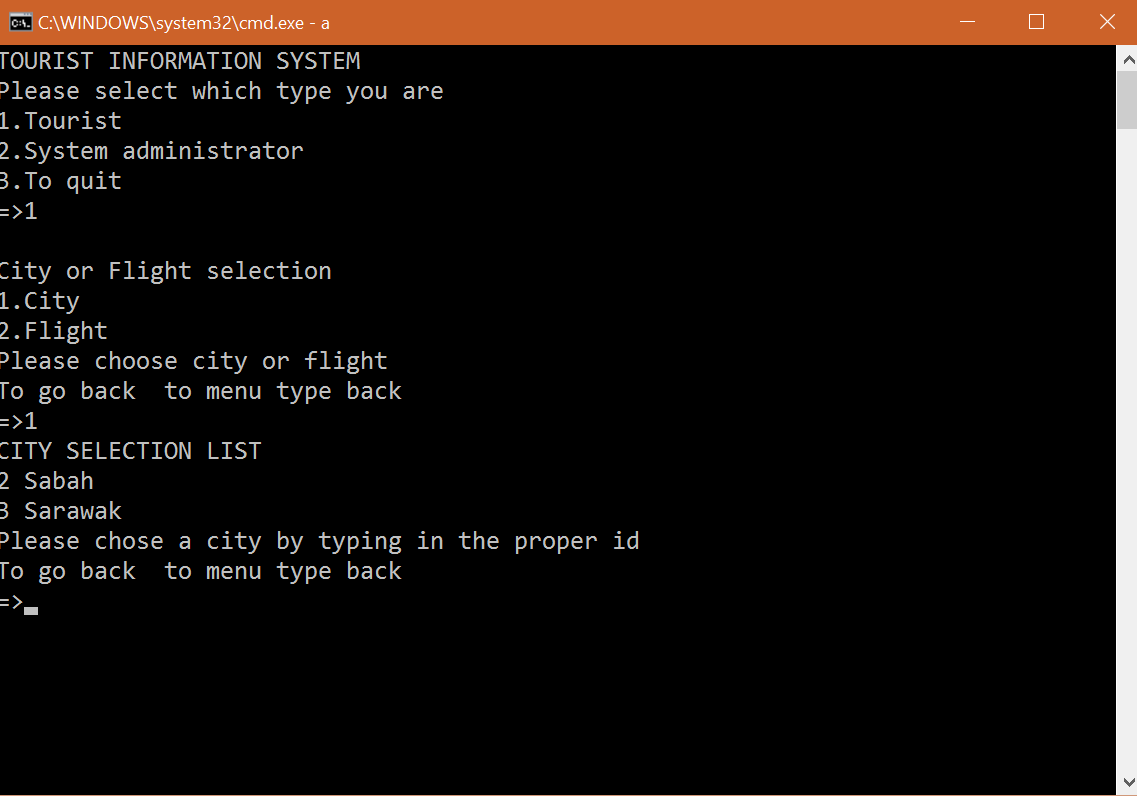 C:\WINDOWS\system32\cmd.exe - a
TOURIST INFORMATION SYSTEM
Please select which type you are
1.Tourist
2.System administrator
3.To quit
=>1
City or Flight selection
1.City
2.Flight
Please choose city or flight
To go back  to menu type back
=>1
CITY SELECTION LIST
2 Sabah
3 Sarawak
Please chose a city by typing in the proper id
To go back  to menu type back
=>